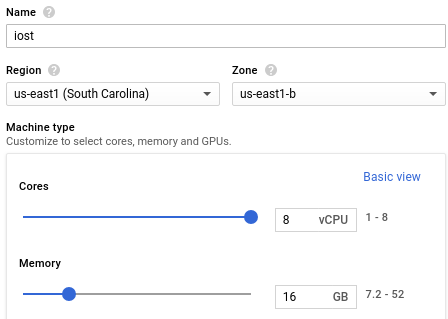 Name ?
iost
Region ? Zone ?
us-east1 (South Carolina) us-east1-b
Machine type
Customize to select cores, memory and GPUs.
Basic view
Cores
8 vCPU 1 - 8
Memory
16 GB 7.2 - 52